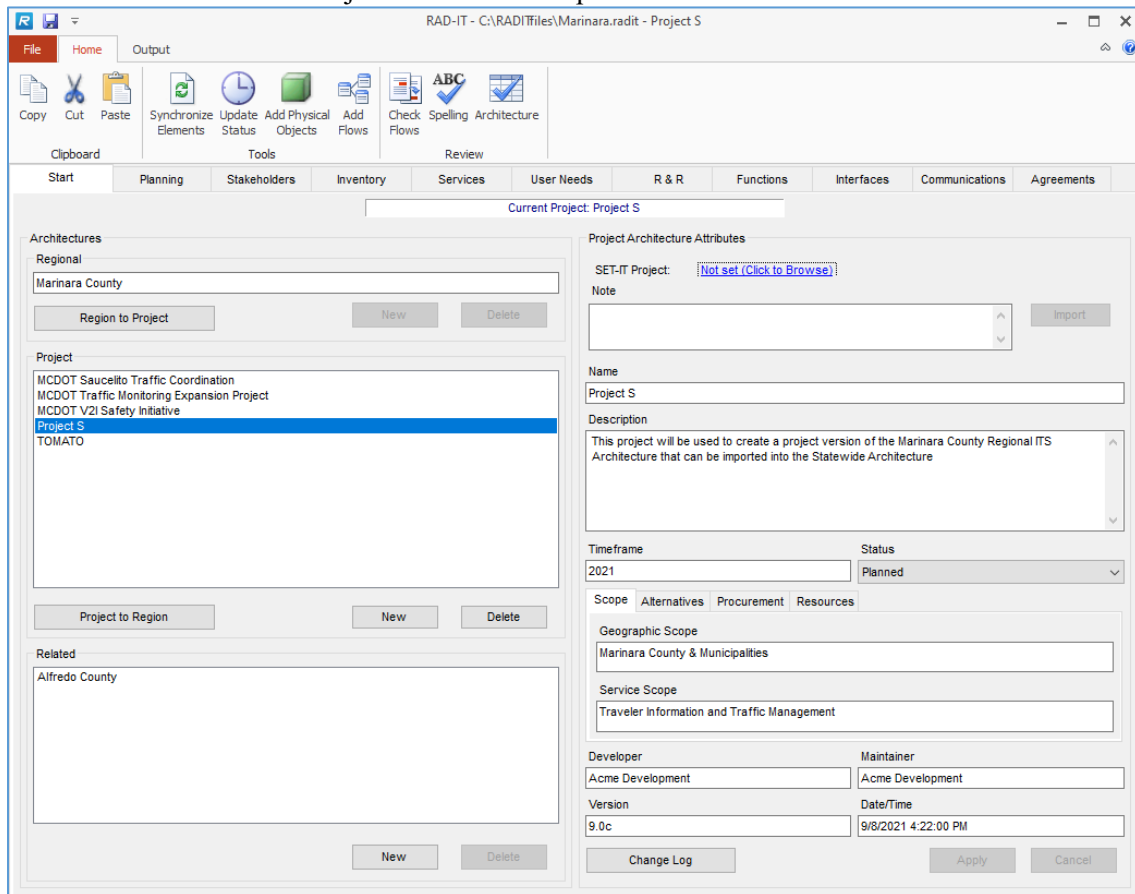 RAD-IT - C:\RADITfiles\Marinara.radit - Project S
File Home Output
Copy Cut Paste Synchronize Elements Update Status Add Physical Objects Add Flows Check Flows ABC Spelling Architecture
Clipboard Tools Review
Start Planning Stakeholders Inventory Services User Needs R & R Functions Interfaces Communications Agreements
Current Project: Project S
Architectures
Regional
Marinara County
Region to Project New Delete
Project
MCDOT Saucelito Traffic Coordination
MCDOT Traffic Monitoring Expansion Project
MCDOT V2I Safety Initiative
Project S
TOMATO
Project to Region New Delete
Related
Alfredo County
New Delete
Project Architecture Attributes
SET-IT Project: Not set (Click to Browse)
Note
Import
Name
Project S
Description
This project will be used to create a project version of the Marinara County Regional ITS
Architecture that can be imported into the Statewide Architecture
Timeframe Status
2021 Planned
Scope Alternatives Procurement Resources
Geographic Scope
Marinara County & Municipalities
Service Scope
Traveler Information and Traffic Management
Developer Maintainer
Acme Development Acme Development
Version Date/Time
9.0c 9/8/2021 4:22:00 PM
Change Log Apply Cancel